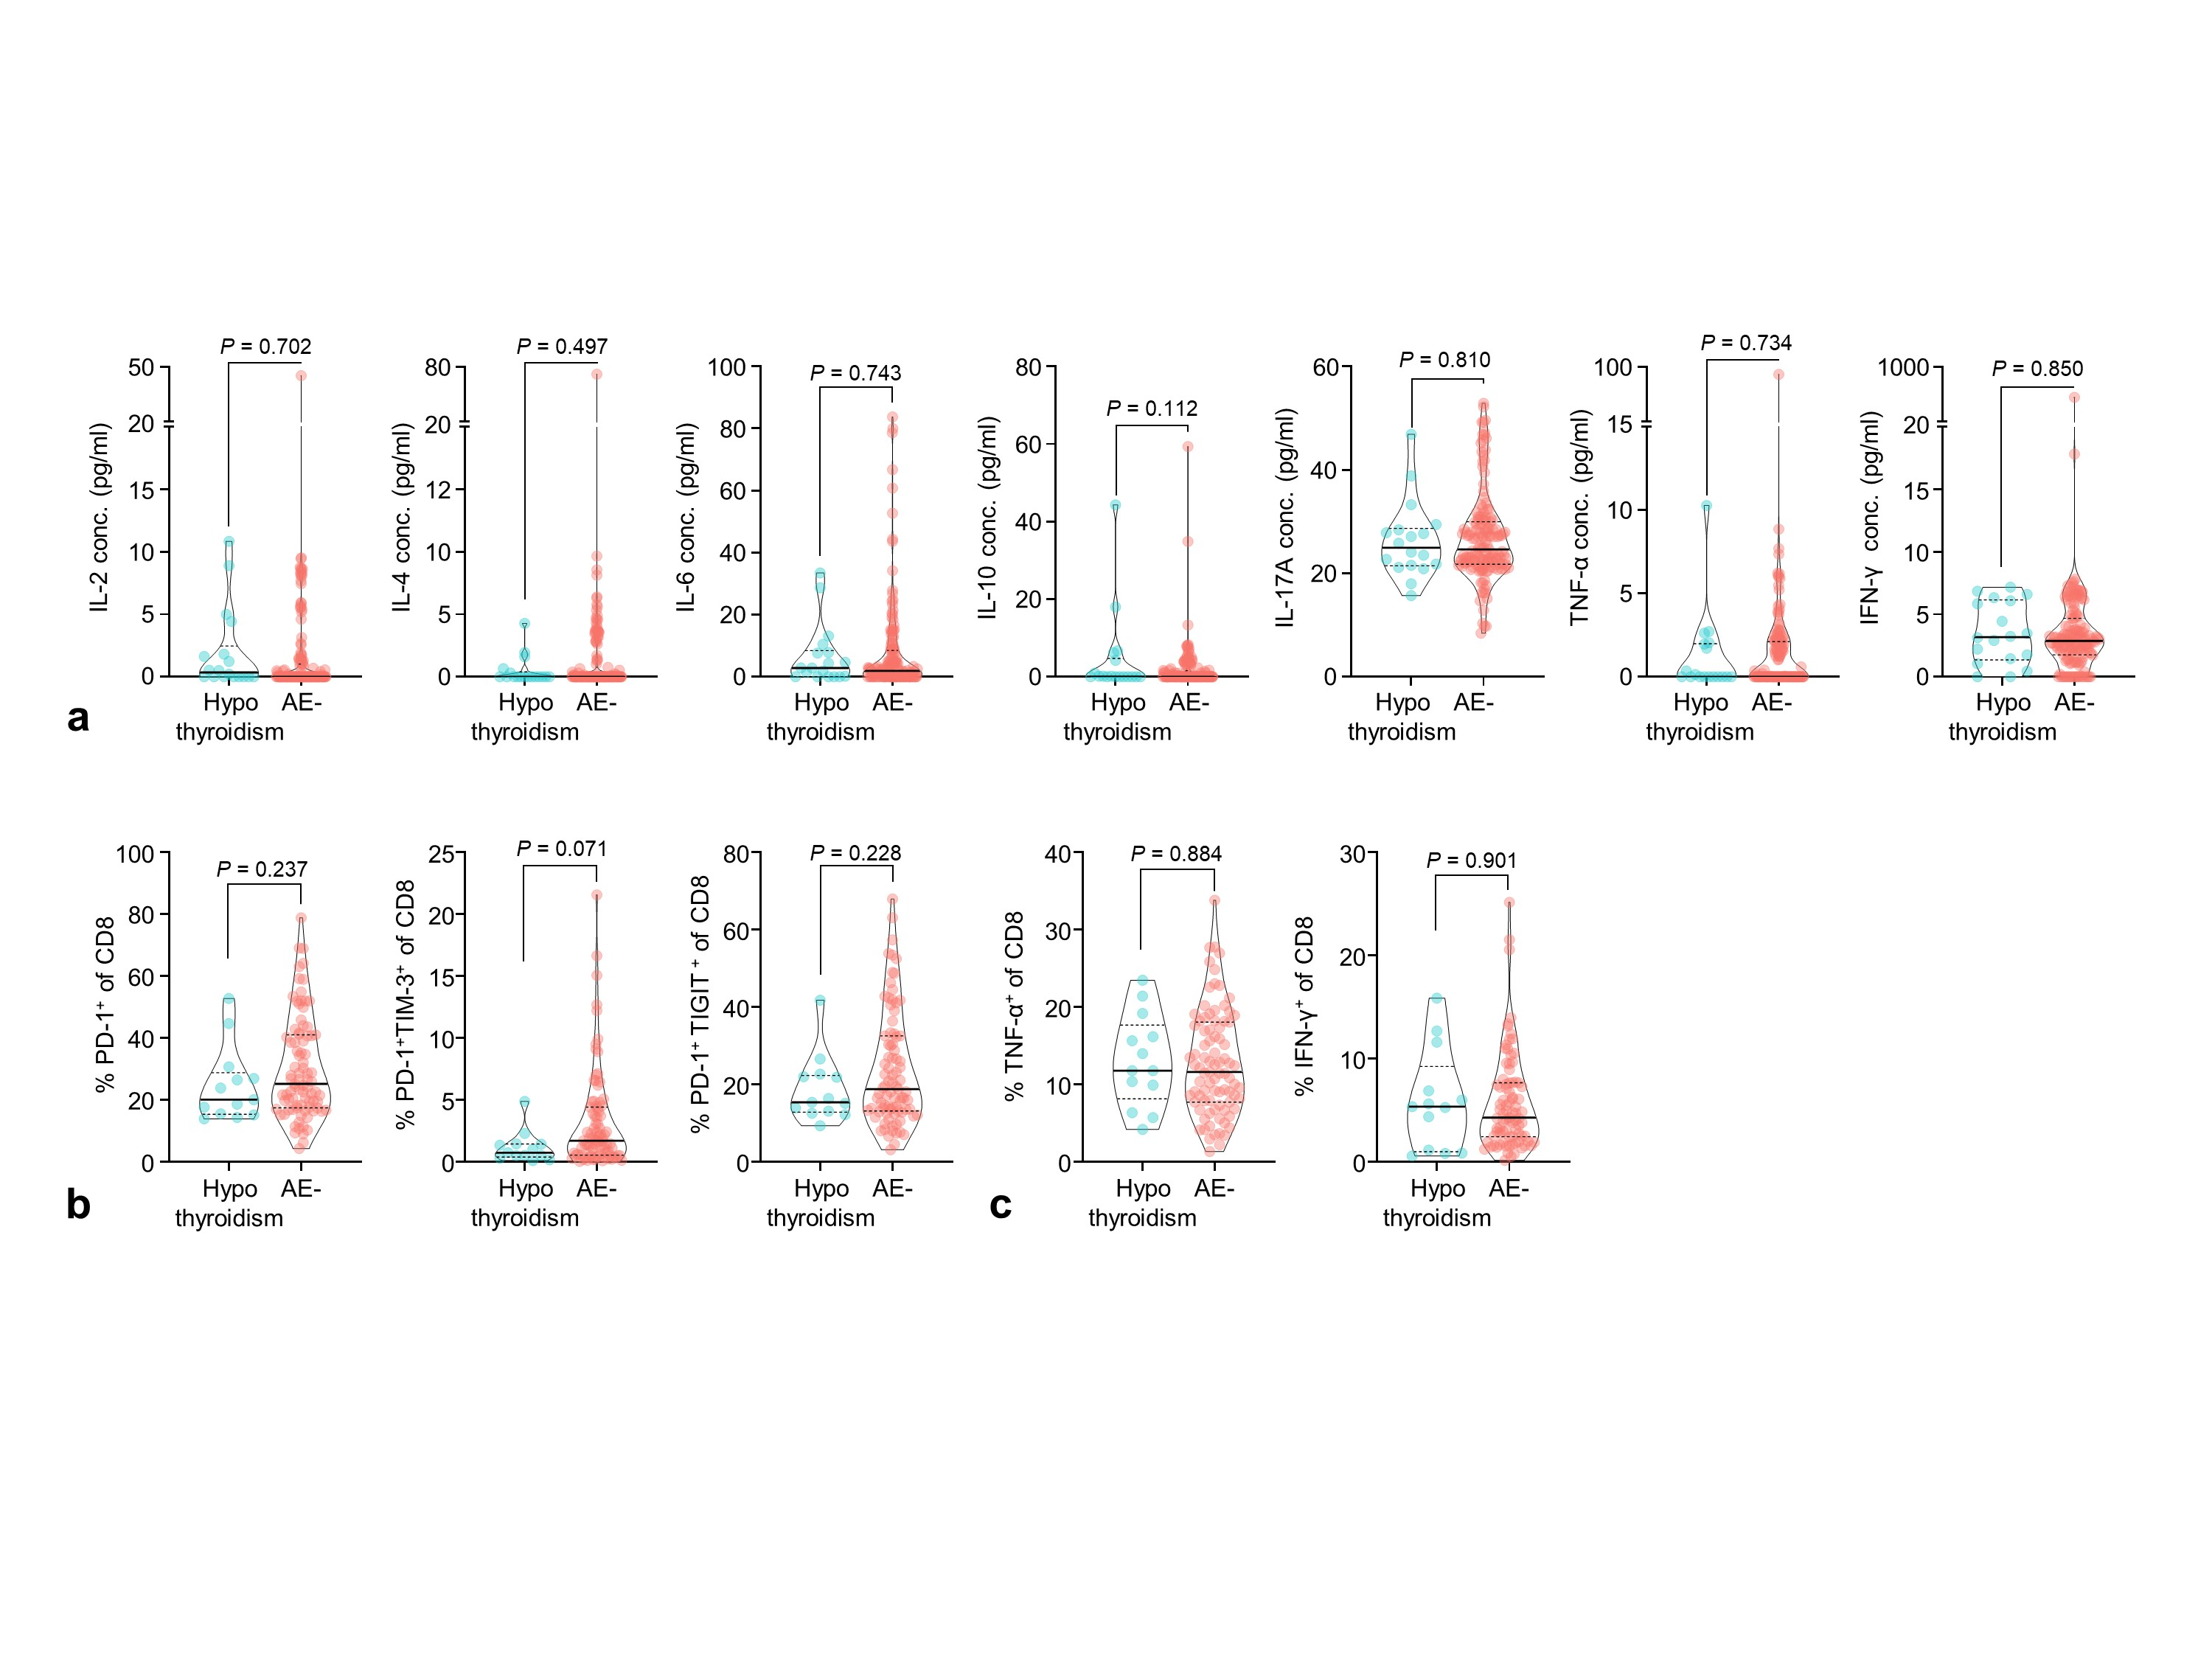 P = 0.702
50
20
15
10
5
0
IL-2 conc. (pg/ml)
Hypo AE-
thyroidism
P = 0.497
80
20
12
10
5
0
IL-4 conc. (pg/ml)
Hypo AE-
thyroidism
P = 0.743
100
80
60
40
20
0
IL-6 conc. (pg/ml)
Hypo AE-
thyroidism
P = 0.112
80
60
40
20
0
IL-10 conc. (pg/ml)
Hypo AE-
thyroidism
P = 0.810
60
40
20
0
IL-17A conc. (pg/ml)
Hypo AE-
thyroidism
P = 0.734
100
15
10
5
0
TNF-α conc. (pg/ml)
Hypo AE-
thyroidism
P = 0.850
1000
20
15
10
5
0
IFN-γ conc. (pg/ml)
Hypo AE-
thyroidism
a
P = 0.237
100
80
60
40
20
0
% PD-1⁺ of CD8
Hypo AE-
thyroidism
P = 0.071
25
20
15
10
5
0
% PD-1⁺TIM-3⁺ of CD8
Hypo AE-
thyroidism
P = 0.228
80
60
40
20
0
% PD-1⁺ TIGIT ⁺ of CD8
Hypo AE-
thyroidism
b
P = 0.884
40
30
20
10
0
% TNF-α⁺ of CD8
Hypo AE-
thyroidism
P = 0.901
30
20
10
0
% IFN-γ⁺ of CD8
Hypo AE-
thyroidism
c